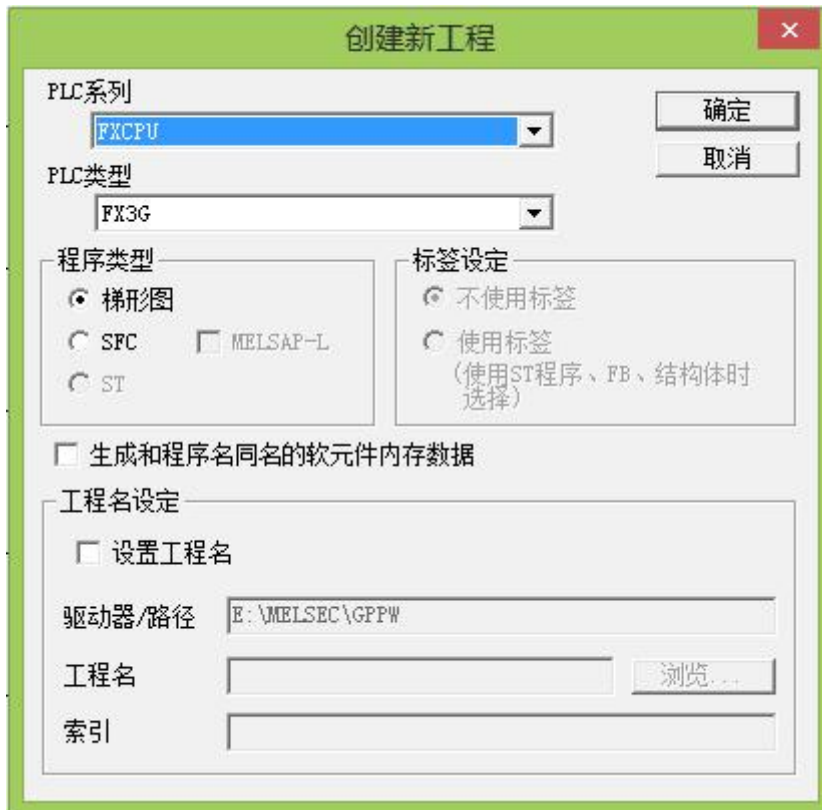 创建新工程
PLC系列
FXCPU
确定
取消
PLC类型
FX3G
程序类型
梯形图
SFC
MELSAP-L
ST
标签设定
不使用标签
使用标签
(使用ST程序、FB、结构体时
选择)
生成和程序名同名的软元件内存数据
工程名设定
设置工程名
驱动器/路径
E:\MELSEC\GPPW
工程名
浏览...
索引